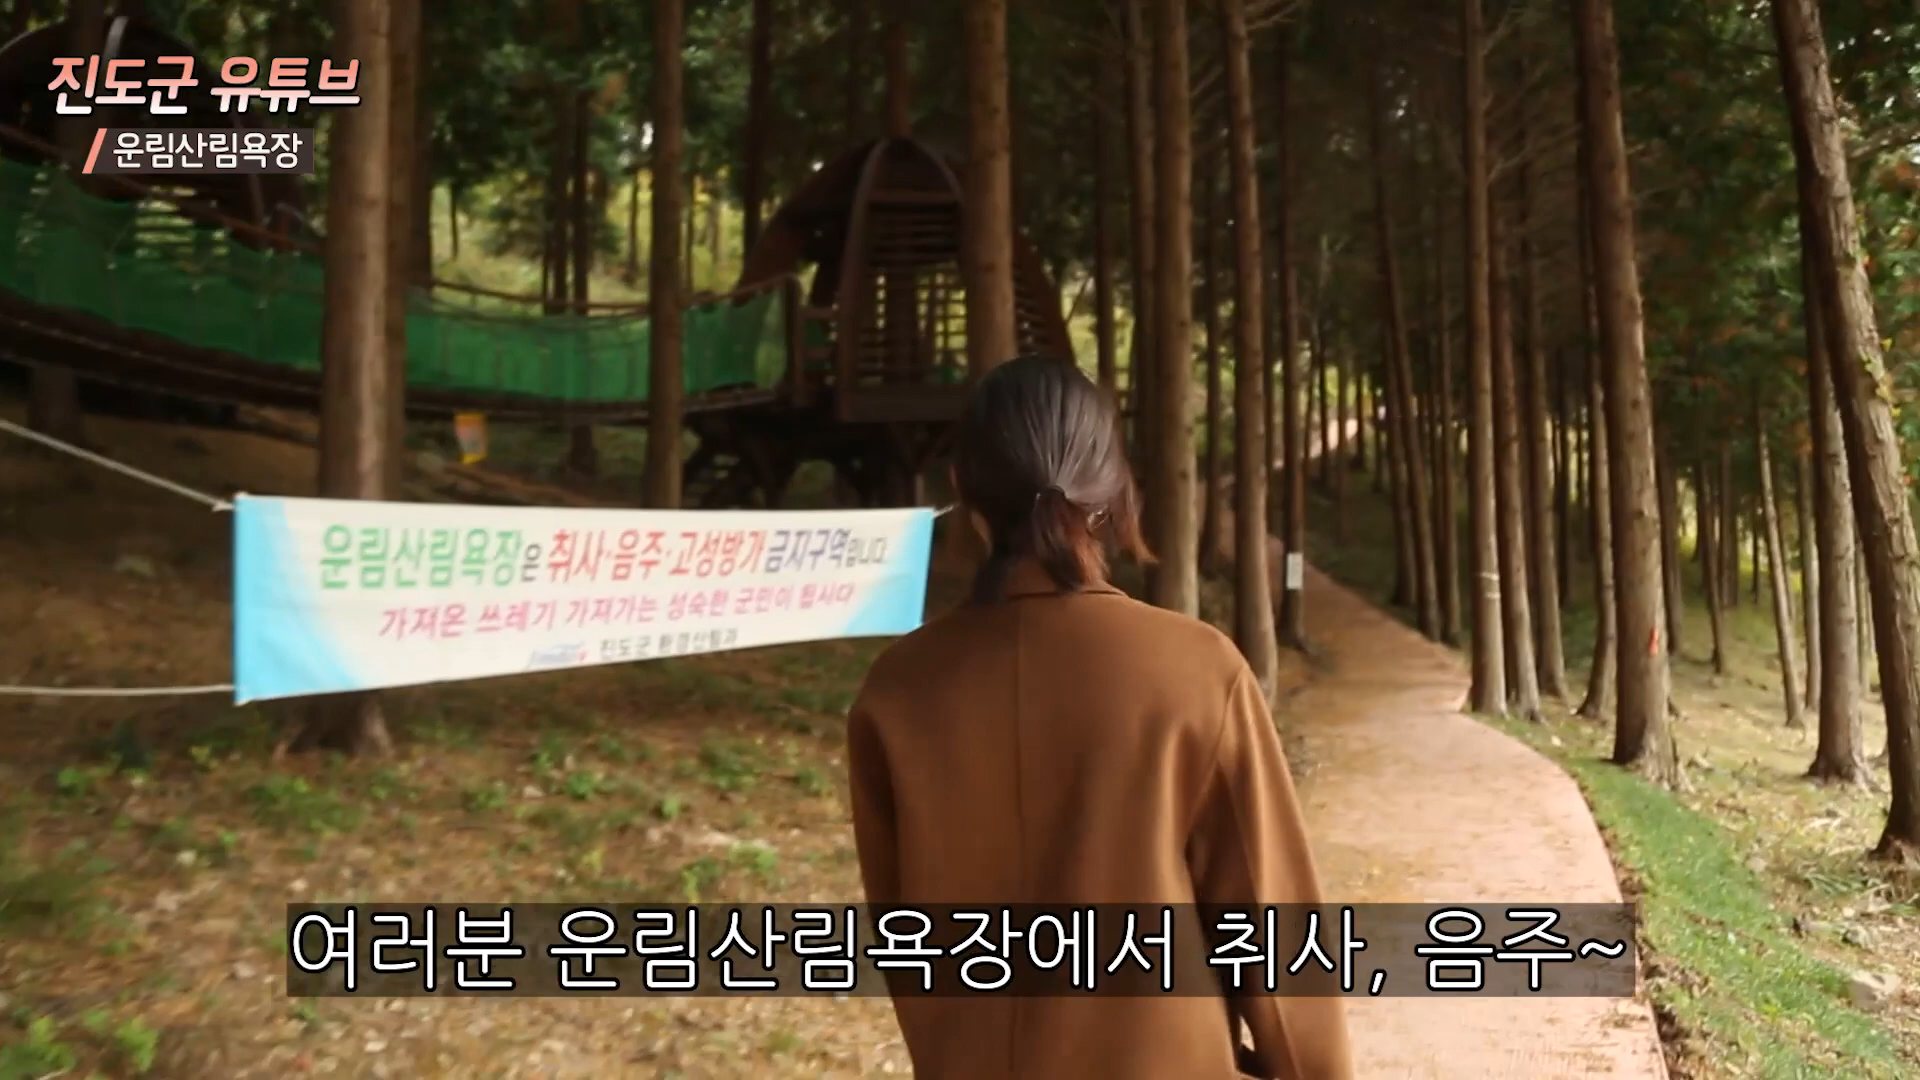 진도군 유튜브
운림산림욕장
운림산림욕장은 취사·음주·고성방가 금지구역입니다.
가져온 쓰레기 가져가는 성숙한 군민이 됩시다
진도군 환경산림과
여러분 운림산림욕장에서 취사, 음주~